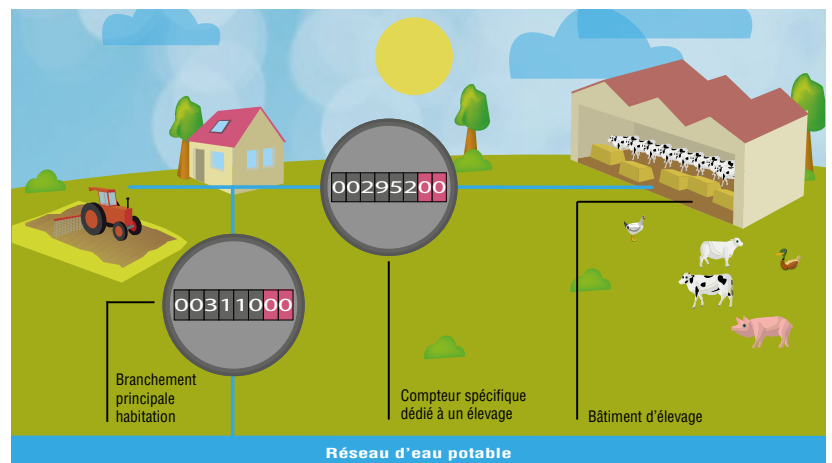 00295200
00311000
Branchement
principale
habitation
Compteur spécifique
dédié à un élevage
Bâtiment d'élevage
Réseau d'eau potable